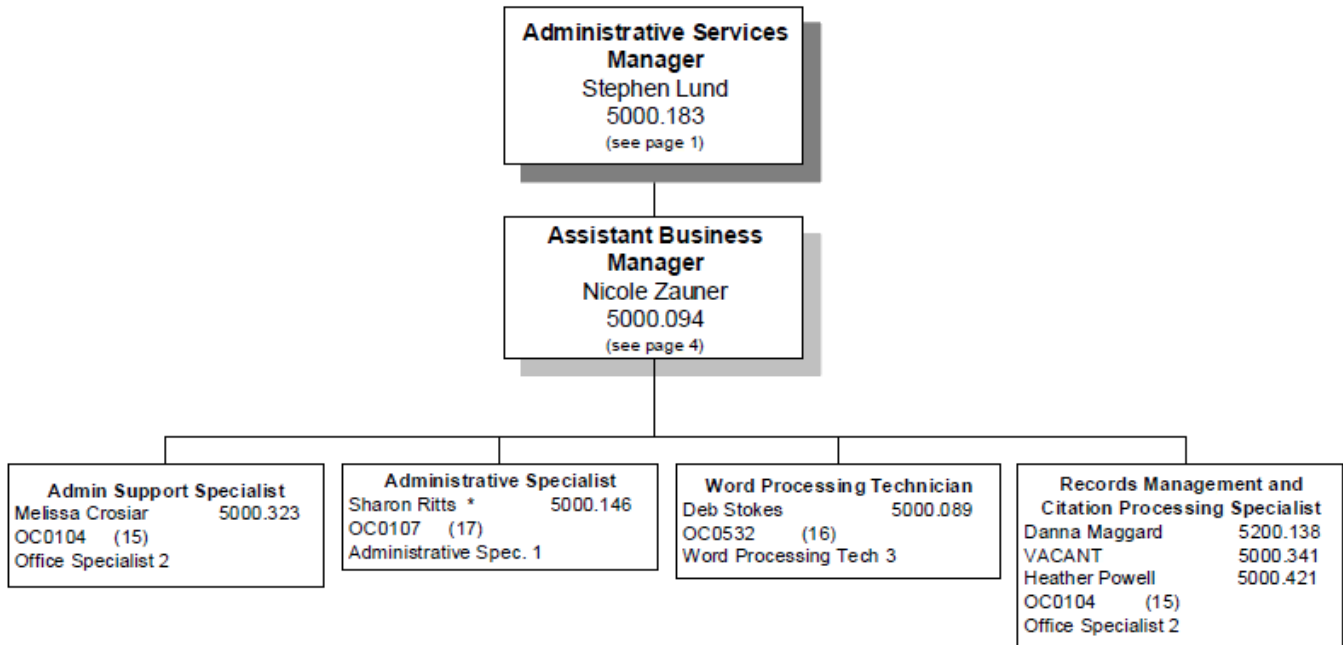 Administrative Services
Manager
Stephen Lund
5000.183
(see page 1)
Assistant Business
Manager
Nicole Zauner
5000.094
(see page 4)
Admin Support Specialist
Melissa Crosiar 5000.323
OC0104 (15)
Office Specialist 2
Administrative Specialist
Sharon Ritts * 5000.146
OC0107 (17)
Administrative Spec. 1
Word Processing Technician
Deb Stokes 5000.089
OC0532 (16)
Word Processing Tech 3
Records Management and
Citation Processing Specialist
Danna Maggard 5200.138
VACANT 5000.341
Heather Powell 5000.421
OC0104 (15)
Office Specialist 2